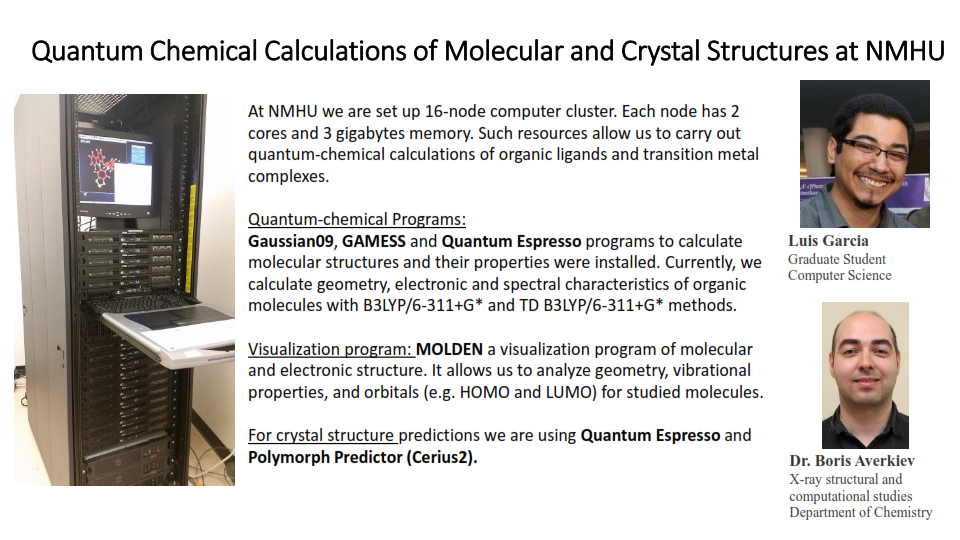 Quantum Chemical Calculations of Molecular and Crystal Structures at NMHU
At NMHU we are set up 16-node computer cluster. Each node has 2
cores and 3 gigabytes memory. Such resources allow us to carry out
quantum-chemical calculations of organic ligands and transition metal
complexes.
Quantum-chemical Programs:
Gaussian09, GAMESS and Quantum Espresso programs to calculate
molecular structures and their properties were installed. Currently, we
calculate geometry, electronic and spectral characteristics of organic
molecules with B3LYP/6-311+G* and TD B3LYP/6-311+G* methods.
Visualization program: MOLDEN a visualization program of molecular
and electronic structure. It allows us to analyze geometry, vibrational
properties, and orbitals (e.g. HOMO and LUMO) for studied molecules.
For crystal structure predictions we are using Quantum Espresso and
Polymorph Predictor (Cerius2).
Luis Garcia
Graduate Student
Computer Science
Dr. Boris Averkiev
X-ray structural and
computational studies
Department of Chemistry